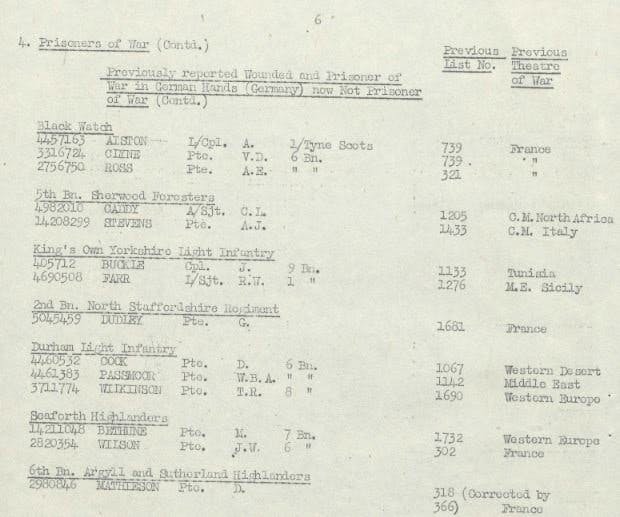 6
4. Prisoners of War (Contd.)
Previous Previous
List No. Theatre
of War
Previously reported Wounded and Prisoner of
War in German Hands (Germany) now Not Prisoner
of War (Contd.)
Black Watch
4457163 ALSTON L/Cpl. A. 1/Tyne Scots 739 France
3316724 CLYNE Pte. V.D. 6 Bn. 739 "
2756750 ROSS Pte. A.E. " " 321 "
5th Bn. Sherwood Foresters
4982010 CADDY A/Sjt. C.L. 1205 C.M. North Africa
14208299 STEVENS Pte. A.J. 1433 C.M. Italy
King's Own Yorkshire Light Infantry
405712 BUCKLE Cpl. J. 9 Bn. 1133 Tunisia
4690508 FARR L/Sjt. R.W. 1 " 1276 M.E. Sicily
2nd Bn. North Staffordshire Regiment
5045459 DUDLEY Pte. G. 1681 France
Durham Light Infantry
4460532 COCK Pte. D. 6 Bn. 1067 Western Desert
4461383 PASSMOOR Pte. W.B.A. " " 1142 Middle East
3711774 WILKINSON Pte. T.R. 8 " 1690 Western Europe
Seaforth Highlanders
14211048 BETHUNE Pte. M. 7 Bn. 1732 Western Europe
2820354 WILSON Pte. J.W. 6 " 302 France
6th Bn. Argyll and Sutherland Highlanders
2980846 MATHIESON Pte. D. 318 (Corrected by
366) France